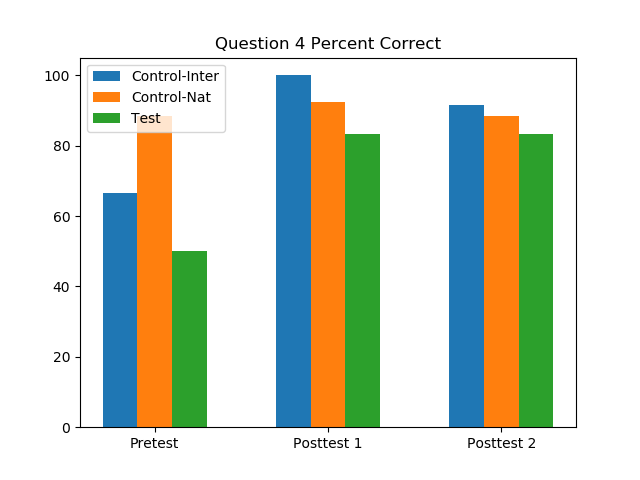 Question 4 Percent Correct
100
80
60
40
20
0
Control-Inter
Control-Nat
Test
Pretest
Posttest 1
Posttest 2